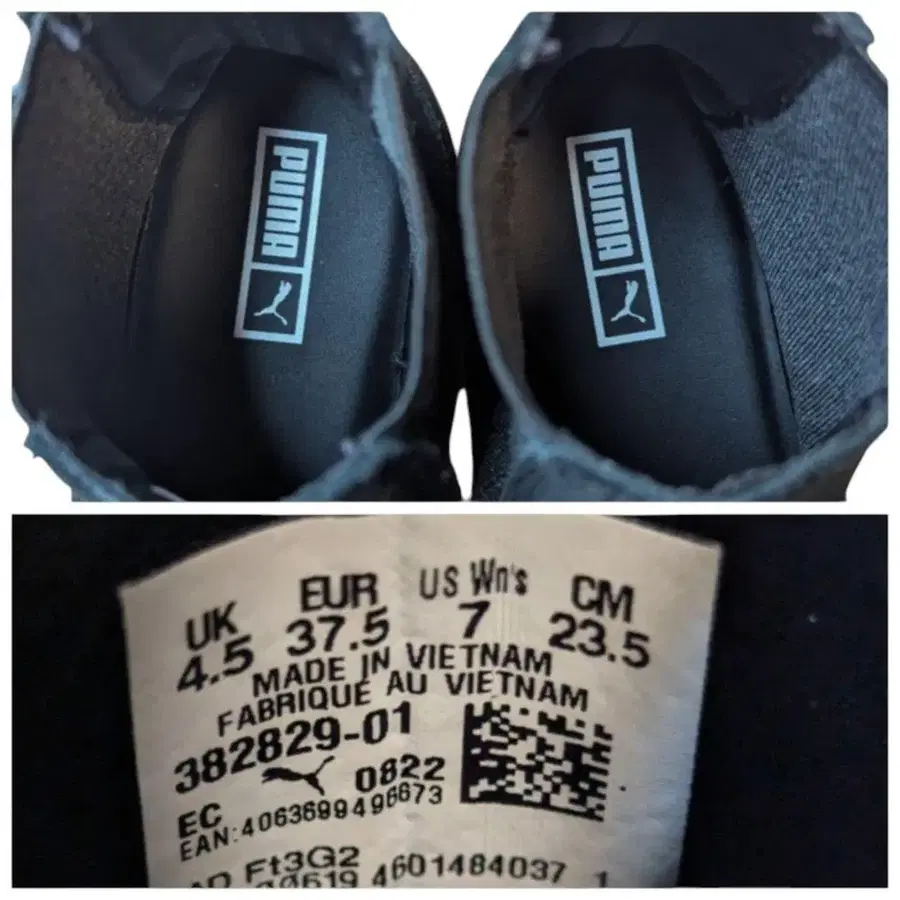 PUMA
PUMA
UK EUR US Wn's CM
4.5 37.5 7 23.5
MADE IN VIETNAM
FABRIQUÉ AU VIETNAM
382829-01
0822
EC
EAN:4063699496673
Ft3G2
4601484037 1